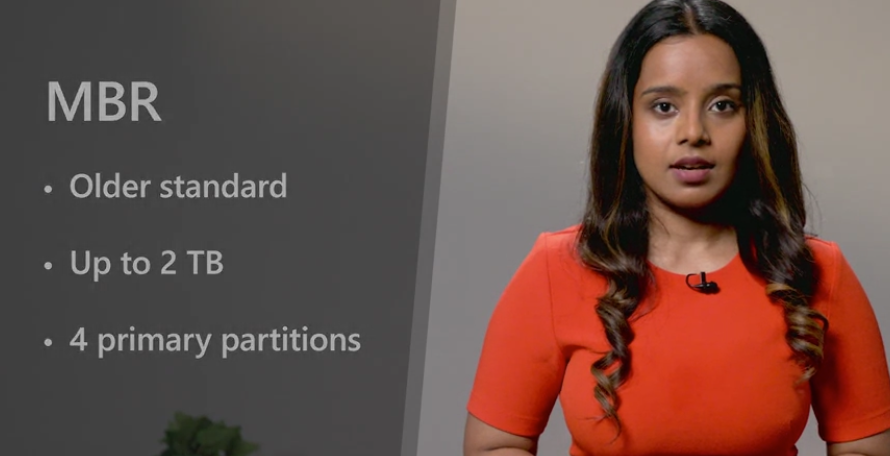 MBR
• Older standard
• Up to 2 TB
• 4 primary partitions